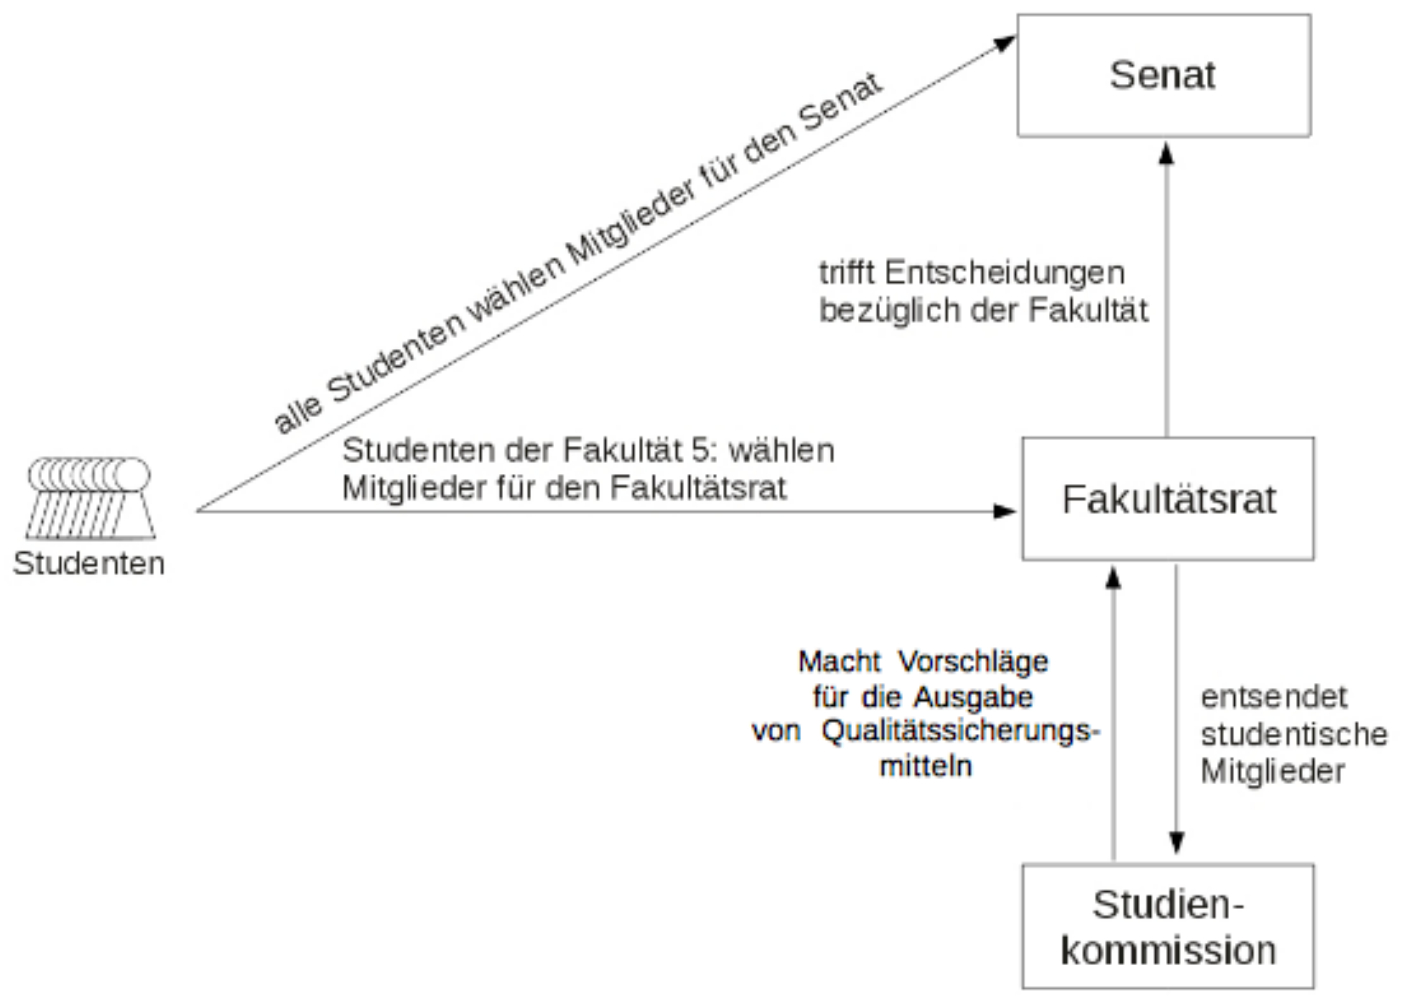 Senat
alle Studenten wählen Mitglieder für den Senat
trifft Entscheidungen
bezüglich der Fakultät
Studenten der Fakultät 5: wählen
Mitglieder für den Fakultätsrat
Fakultätsrat
Studenten
Macht Vorschläge
für die Ausgabe
von Qualitätssicherungs-
mitteln
entsendet
studentische
Mitglieder
Studien-
kommission